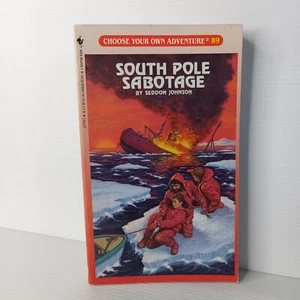 CHOOSE YOUR OWN ADVENTURE® 89
SOUTH POLE
SABOTAGE
BY SEDDON JOHNSON